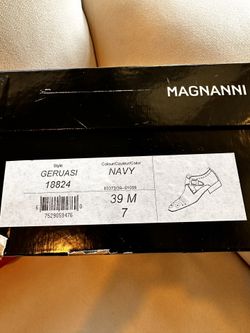 MAGNANNI
Style
Colour/Couleur/Color
GERUASI
NAVY
18824
39 M
7
7529059476